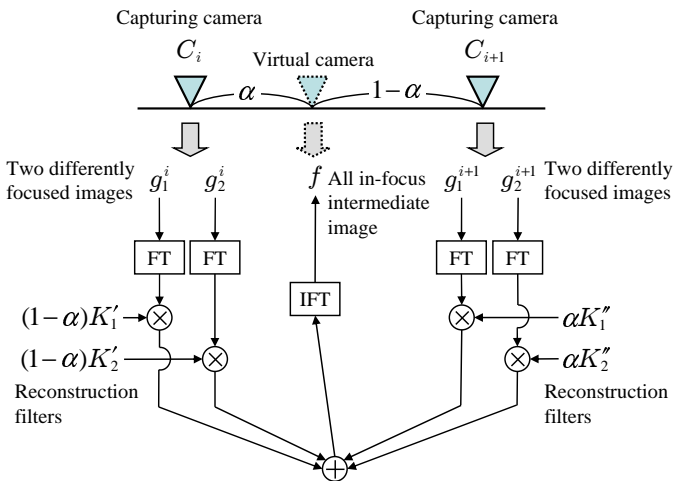 Capturing camera
Capturing camera
C_i
Virtual camera
C_{i+1}
α
1−α
Two differently
focused images
g_1^i
g_2^i
f
All in-focus
intermediate
image
g_1^{i+1}
g_2^{i+1}
Two differently
focused images
FT
FT
IFT
FT
FT
(1−α)K′_1
αK″_1
(1−α)K′_2
αK″_2
Reconstruction
filters
Reconstruction
filters